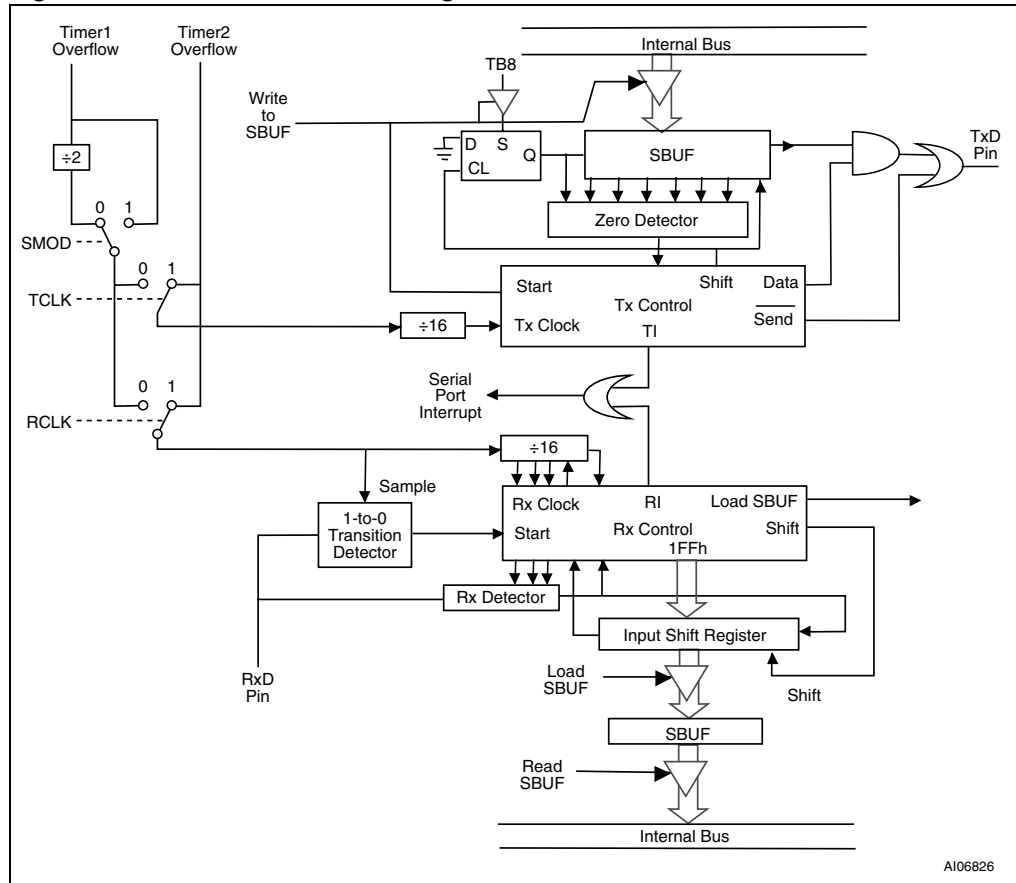 Timer1
Overflow
Timer2
Overflow
Internal Bus
TB8
Write
to
SBUF
÷2
D S
Q
CL
SBUF
TxD
Pin
Zero Detector
0 1
SMOD
0 1
TCLK
Start
Shift
Data
Tx Control
Send
÷16
Tx Clock
TI
Serial
Port
Interrupt
0 1
RCLK
÷16
Sample
Rx Clock
RI
Load SBUF
1-to-0
Transition
Detector
Start
Rx Control
Shift
1FFh
Rx Detector
Input Shift Register
RxD
Pin
Load
SBUF
Shift
SBUF
Read
SBUF
Internal Bus
AI06826